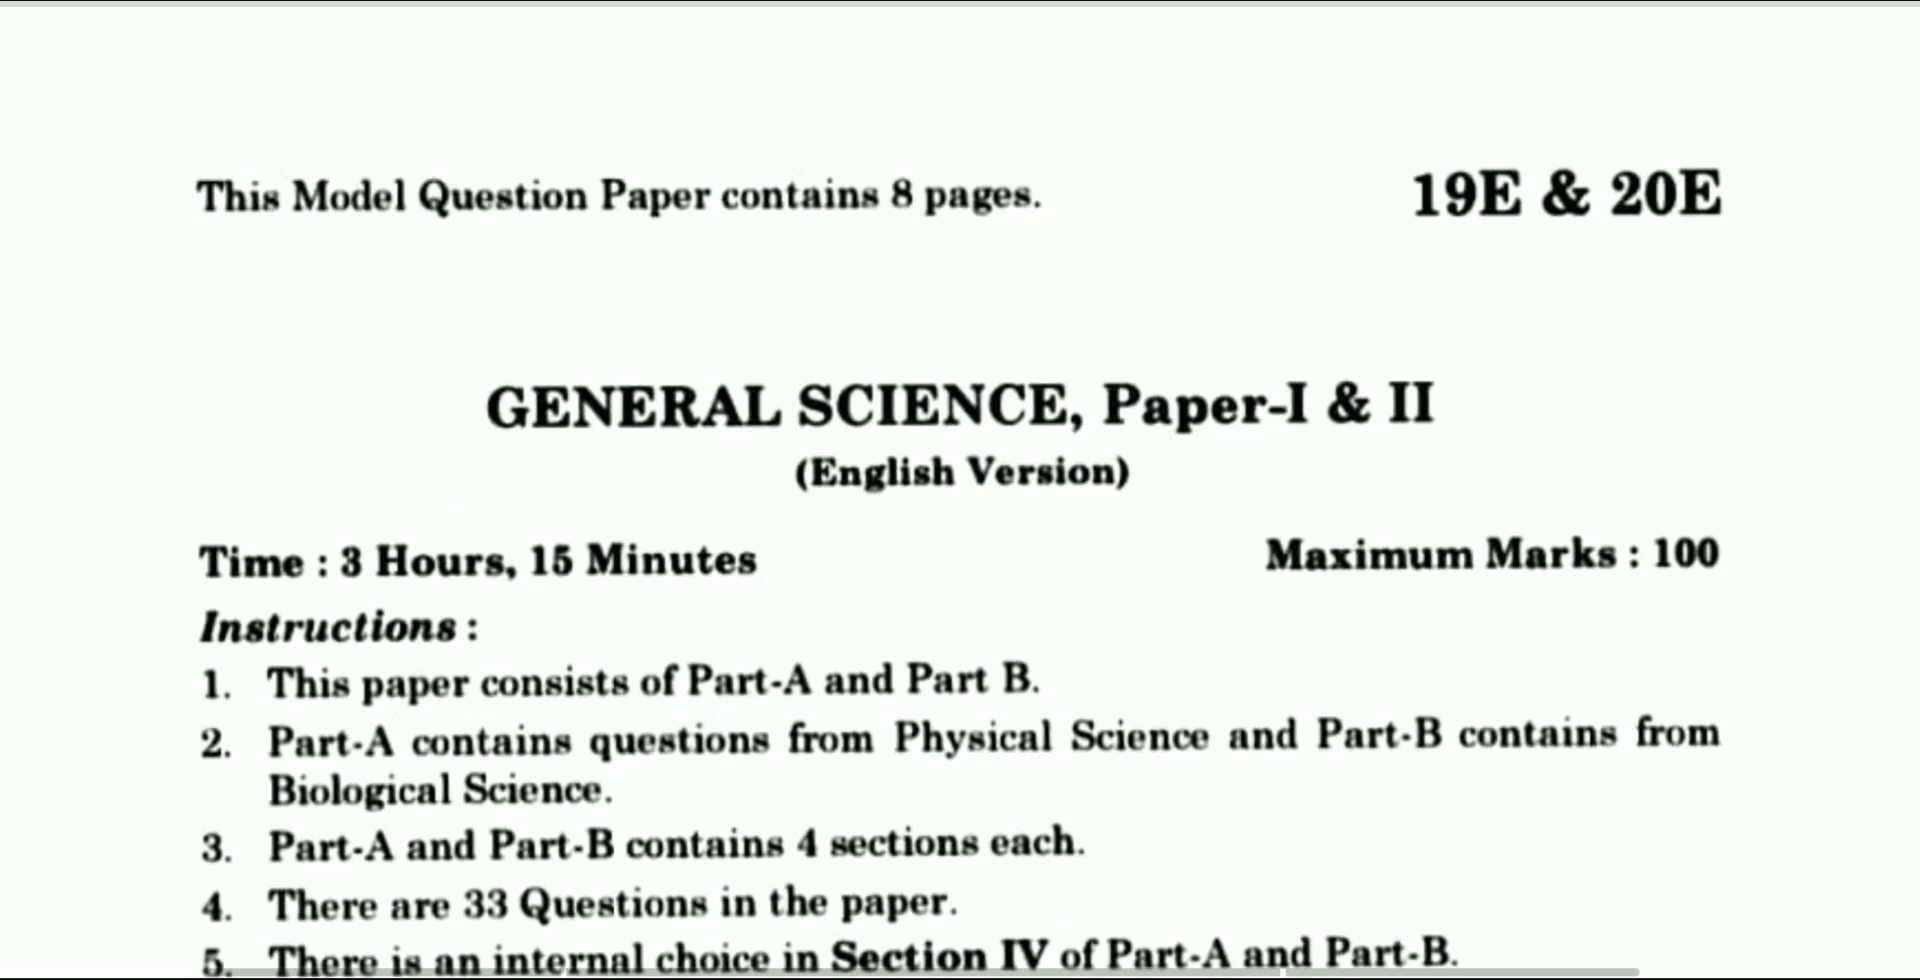 This Model Question Paper contains 8 pages. 19E & 20E
GENERAL SCIENCE, Paper-I & II
(English Version)
Time : 3 Hours, 15 Minutes Maximum Marks : 100
Instructions :
1. This paper consists of Part-A and Part B.
2. Part-A contains questions from Physical Science and Part-B contains from
Biological Science.
3. Part-A and Part-B contains 4 sections each.
4. There are 33 Questions in the paper.
5. There is an internal choice in Section IV of Part-A and Part-B.